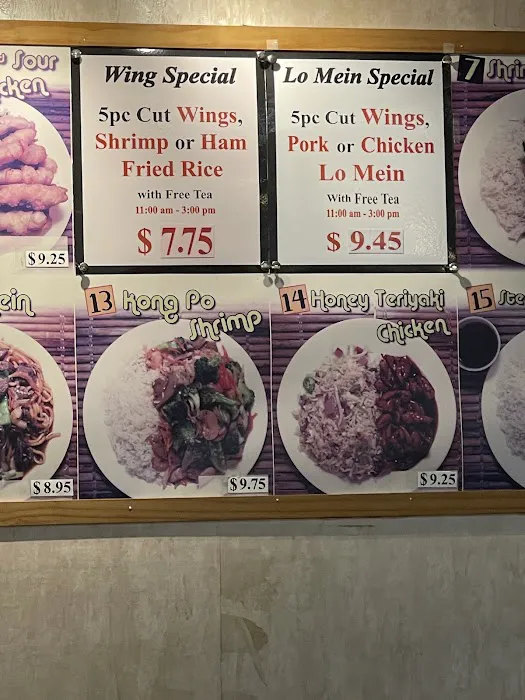 Sour
cken
$9.25
Wing Special
5pc Cut Wings,
Shrimp or Ham
Fried Rice
with Free Tea
11:00 am - 3:00 pm
$ 7.75
Lo Mein Special
5pc Cut Wings,
Pork or Chicken
Lo Mein
With Free Tea
11:00 am - 3:00 pm
$ 9.45
7 Shri
ein
$8.95
13 Kong Po
Shrimp
$9.75
14 Honey Teriyaki
Chicken
$9.25
15 Ste